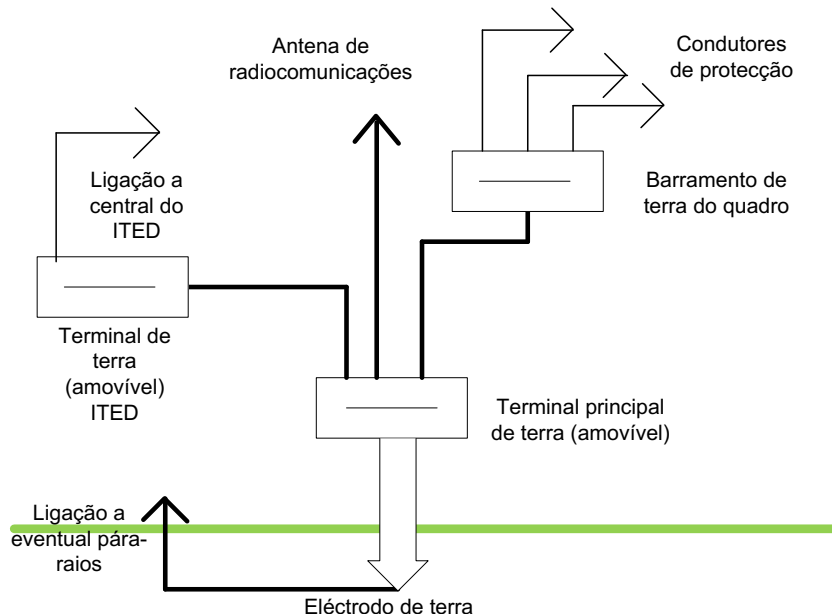 Antena de
radiocomunicações
Condutores
de protecção
Ligação a
central do
ITED
Barramento de
terra do quadro
Terminal de
terra
(amovível)
ITED
Terminal principal
de terra (amovível)
Ligação a
eventual pára-
raios
Eléctrodo de terra